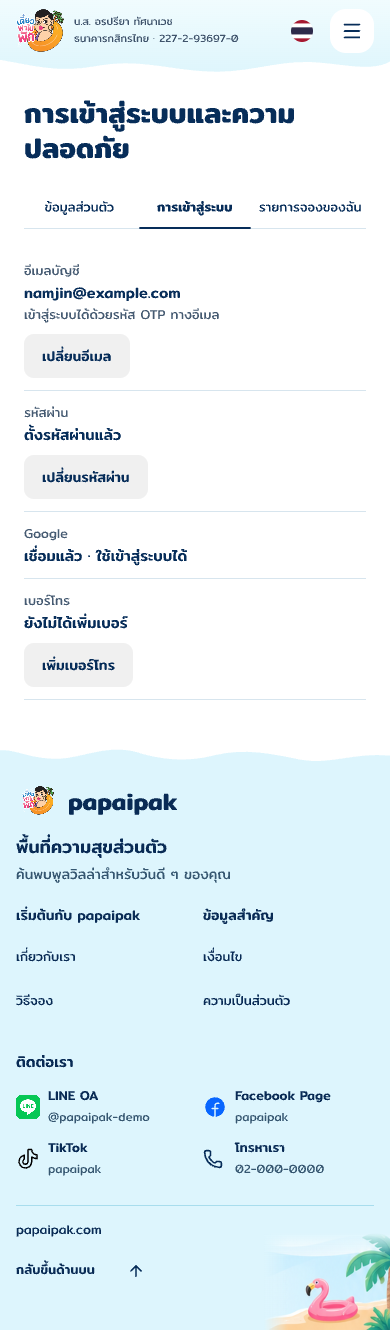 น.ส. อรปรียา ทัศนาเวช
ธนาคารกสิกรไทย · 227-2-93697-0
การเข้าสู่ระบบและความ
ปลอดภัย
ข้อมูลส่วนตัว
การเข้าสู่ระบบ
รายการจองของฉัน
อีเมลบัญชี
namjin@example.com
เข้าสู่ระบบได้ด้วยรหัส OTP ทางอีเมล
เปลี่ยนอีเมล
รหัสผ่าน
ตั้งรหัสผ่านแล้ว
เปลี่ยนรหัสผ่าน
Google
เชื่อมแล้ว · ใช้เข้าสู่ระบบได้
เบอร์โทร
ยังไม่ได้เพิ่มเบอร์
เพิ่มเบอร์โทร
papaipak
พื้นที่ความสุขส่วนตัว
ค้นพบพูลวิลล่าสำหรับวันดี ๆ ของคุณ
เริ่มต้นกับ papaipak
ข้อมูลสำคัญ
เกี่ยวกับเรา
เงื่อนไข
วิธีจอง
ความเป็นส่วนตัว
ติดต่อเรา
LINE OA
@papaipak-demo
Facebook Page
papaipak
TikTok
papaipak
โทรหาเรา
02-000-0000
papaipak.com
กลับขึ้นด้านบน